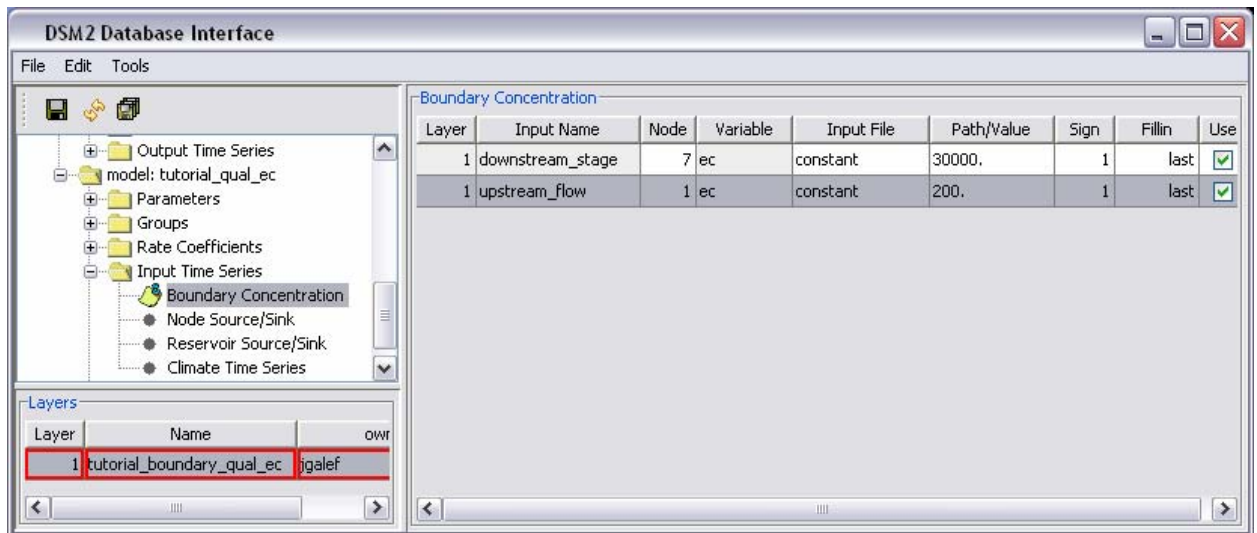 DSM2 Database Interface
File Edit Tools
Output Time Series
model: tutorial_qual_ec
Parameters
Groups
Rate Coefficients
Input Time Series
Boundary Concentration
Node Source/Sink
Reservoir Source/Sink
Climate Time Series
Layers
Layer Name owr
1 tutorial_boundary_qual_ec jgalef
Boundary Concentration
Layer Input Name Node Variable Input File Path/Value Sign Fillin Use
1 downstream_stage 7 ec constant 30000. 1 last
1 upstream_flow 1 ec constant 200. 1 last